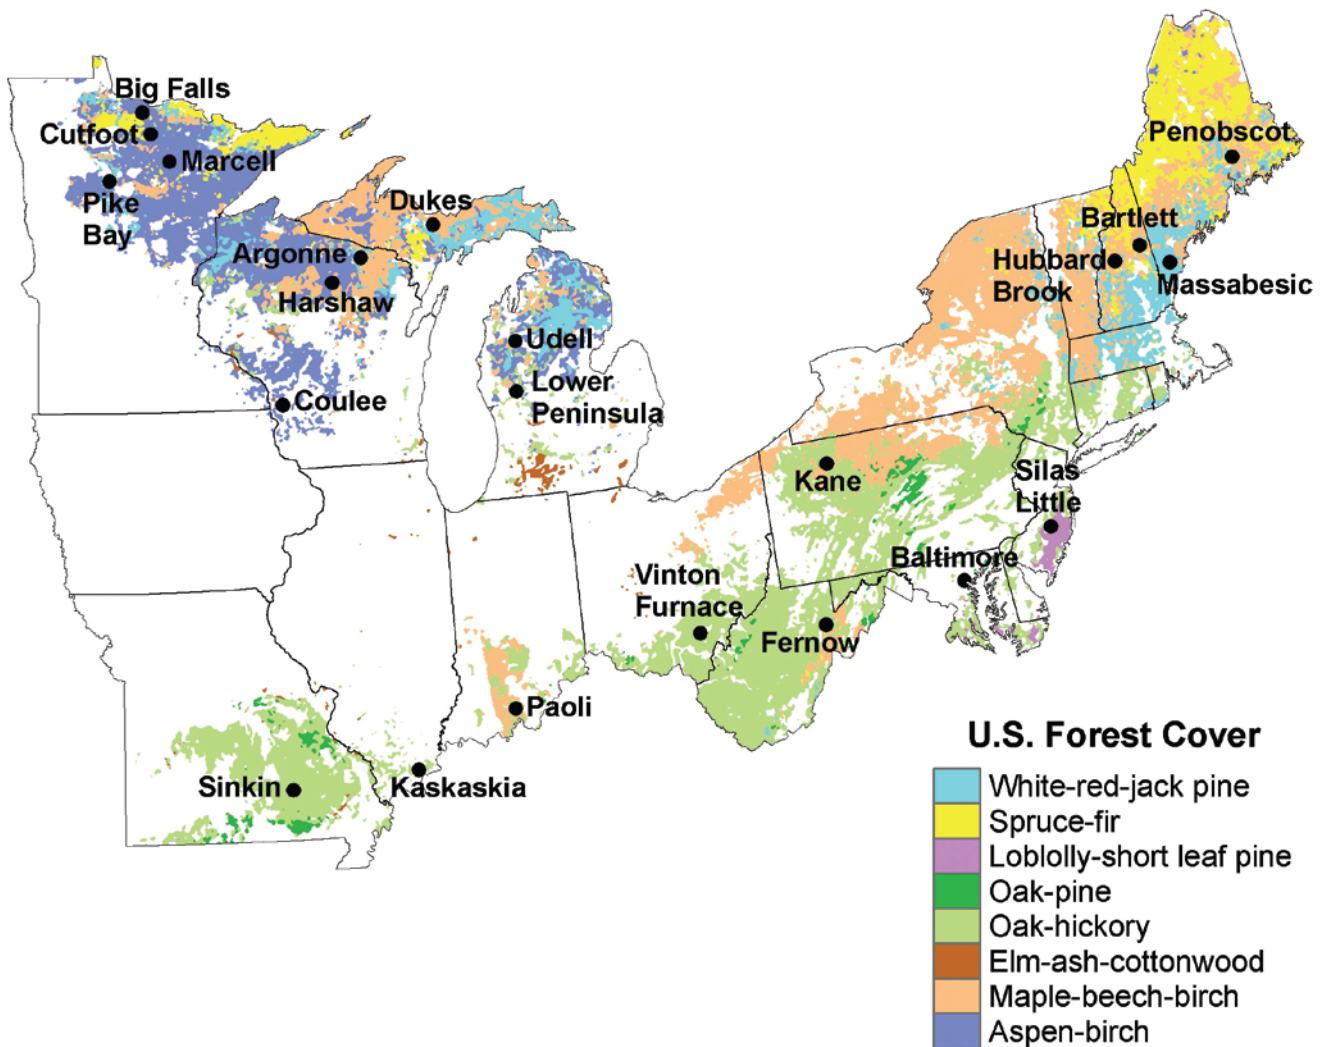 Big Falls
Cutfoot
Marcell
Pike
Bay
Dukes
Argonne
Harshaw
Udell
Lower
Peninsula
Coulee
Penobscot
Bartlett
Hubbard
Brook
Massabesic
Kane
Silas
Little
Baltimore
Vinton
Furnace
Fernow
Paoli
Sinkin
Kaskaskia
U.S. Forest Cover
White-red-jack pine
Spruce-fir
Loblolly-short leaf pine
Oak-pine
Oak-hickory
Elm-ash-cottonwood
Maple-beech-birch
Aspen-birch